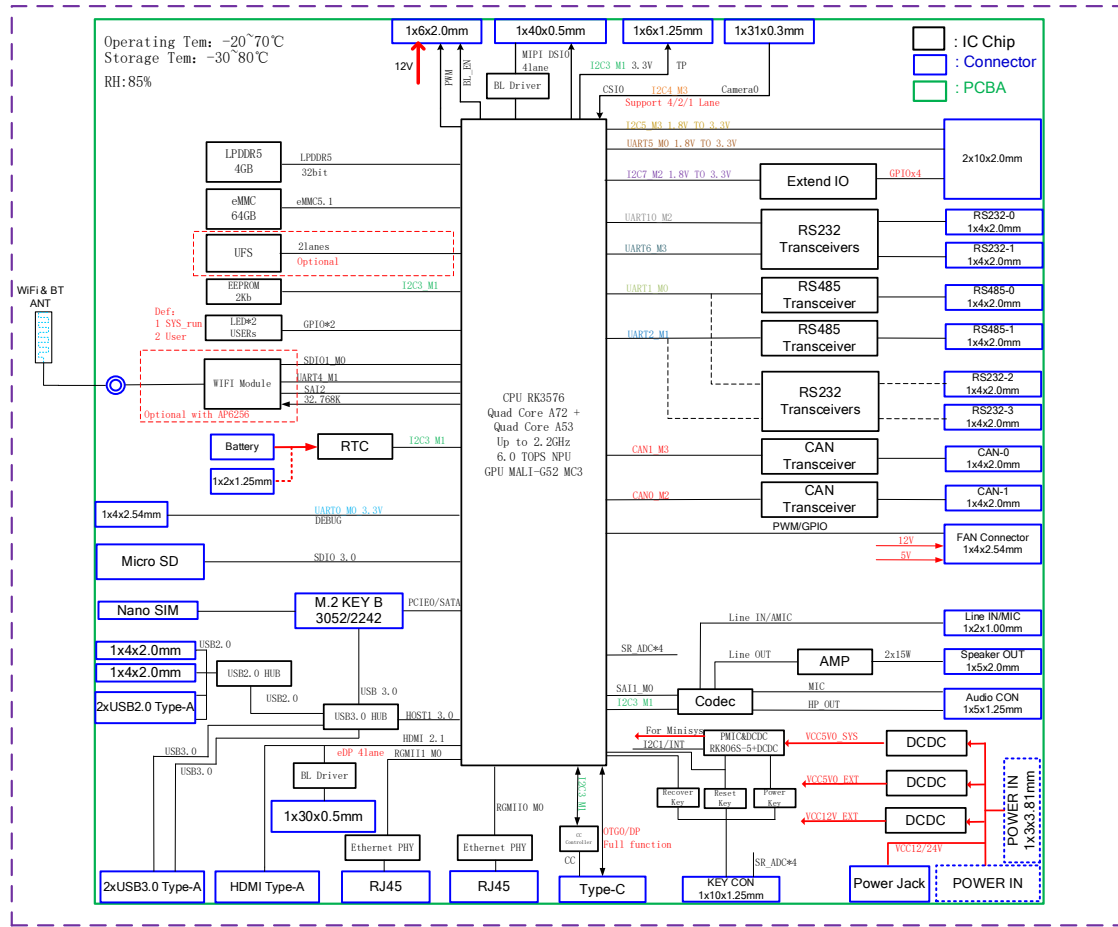 Operating Tem: -20~70℃
Storage Tem: -30~80℃
RH:85%
1x6x2.0mm
1x40x0.5mm
1x6x1.25mm
1x31x0.3mm
: IC Chip
: Connector
: PCBA
12V
PWM
BL_EN
MIPI DSI0
4lane
BL Driver
I2C3 M1 3.3V
TP
CSI0
I2C4 M3
Camera0
Support 4/2/1 Lane
LPDDR5
4GB
LPDDR5
32bit
eMMC
64GB
eMMC5.1
UFS
2lanes
Optional
EEPROM
2Kb
I2C3_M1
Def:
1 SYS_run
2 User
LED*2
USERs
GPIO*2
WiFi & BT
ANT
WIFI Module
SDIO1_M0
UART4_M1
SAI2
32.768K
Optional with AP6256
Battery
RTC
I2C3 M1
1x2x1.25mm
1x4x2.54mm
UART0 M0 3.3V
DEBUG
Micro SD
SDIO 3.0
Nano SIM
M.2 KEY B
3052/2242
PCIE0/SATA
1x4x2.0mm
USB2.0
1x4x2.0mm
USB2.0 HUB
2xUSB2.0 Type-A
USB2.0
USB 3.0
USB3.0 HUB
HOST1 3.0
USB3.0
USB3.0
HDMI 2.1
eDP 4lane
RGMII1 M0
BL Driver
1x30x0.5mm
Ethernet PHY
RGMII0 M0
Ethernet PHY
2xUSB3.0 Type-A
HDMI Type-A
RJ45
RJ45
CPU RK3576
Quad Core A72 +
Quad Core A53
Up to 2.2GHz
6.0 TOPS NPU
GPU MALI-G52 MC3
I2C5_M3 1.8V TO 3.3V
UART5_M0 1.8V TO 3.3V
2x10x2.0mm
I2C7_M2 1.8V TO 3.3V
Extend IO
GPIOx4
UART10 M2
UART6_M3
RS232
Transceivers
RS232-0
1x4x2.0mm
RS232-1
1x4x2.0mm
UART1 M0
RS485
Transceiver
RS485-0
1x4x2.0mm
UART2_M1
RS485
Transceiver
RS485-1
1x4x2.0mm
RS232
Transceivers
RS232-2
1x4x2.0mm
RS232-3
1x4x2.0mm
CAN1_M3
CAN
Transceiver
CAN-0
1x4x2.0mm
CAN0_M2
CAN
Transceiver
CAN-1
1x4x2.0mm
PWM/GPIO
12V
5V
FAN Connector
1x4x2.54mm
Line IN/AMIC
Line IN/MIC
1x2x1.00mm
SR_ADC*4
Line OUT
AMP
2x15W
Speaker OUT
1x5x2.0mm
SAI1_M0
I2C3 M1
Codec
MIC
HP_OUT
Audio CON
1x5x1.25mm
For Minisys
I2C1/INT
PMIC&DCDC
RK806S-5+DCDC
VCC5V0_SYS
DCDC
Recover
Key
Reset
Key
Power
Key
VCC5V0_EXT
DCDC
VCC12V_EXT
DCDC
POWER IN
1x3x3.81mm
VCC12/24V
I2C3 M1
CC
Controller
CC
OTG0/DP
Full function
Type-C
SR_ADC*4
KEY CON
1x10x1.25mm
Power Jack
POWER IN